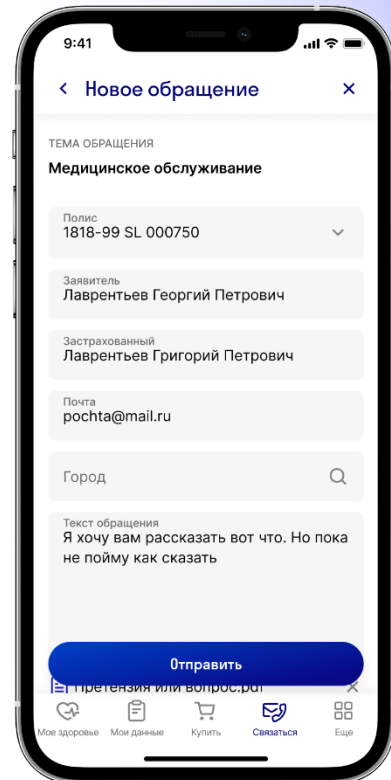 9:41
Новое обращение
ТЕМА ОБРАЩЕНИЯ
Медицинское обслуживание
Полис
1818-99 SL 000750
Заявитель
Лаврентьев Георгий Петрович
Застрахованный
Лаврентьев Григорий Петрович
Почта
pochta@mail.ru
Город
Текст обращения
Я хочу вам рассказать вот что. Но пока
не пойму как сказать
Отправить
Претензия или вопрос.pdf
Мое здоровье Мои данные Купить Связаться Еще